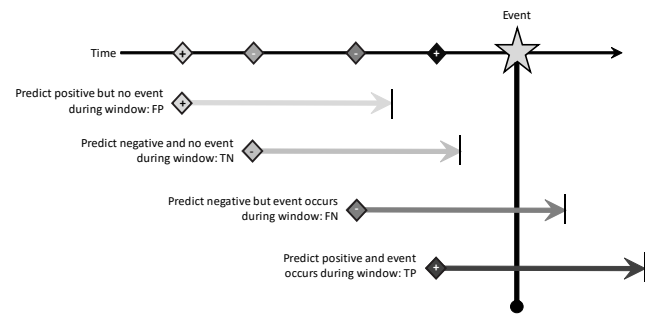 Event
Time
+
-
-
+
Predict positive but no event
during window: FP
+
Predict negative and no event
during window: TN
-
Predict negative but event occurs
during window: FN
-
Predict positive and event
occurs during window: TP
+